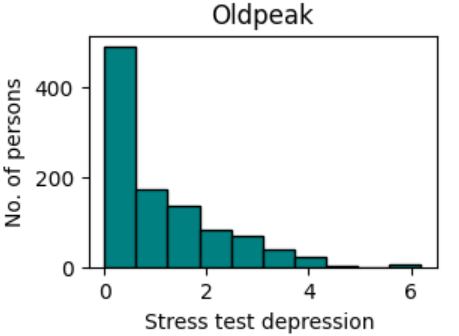 Oldpeak
No. of persons
400
200
0
0 2 4 6
Stress test depression